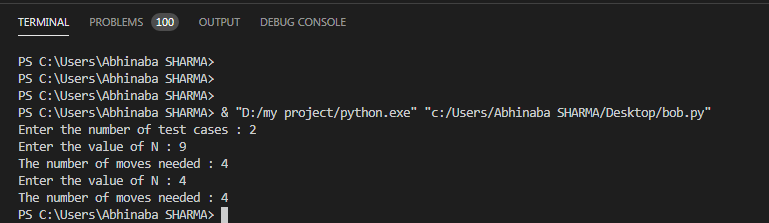 TERMINAL PROBLEMS 100 OUTPUT DEBUG CONSOLE
PS C:\Users\Abhinaba SHARMA>
PS C:\Users\Abhinaba SHARMA>
PS C:\Users\Abhinaba SHARMA>
PS C:\Users\Abhinaba SHARMA> & "D:/my project/python.exe" "c:/Users/Abhinaba SHARMA/Desktop/bob.py"
Enter the number of test cases : 2
Enter the value of N : 9
The number of moves needed : 4
Enter the value of N : 4
The number of moves needed : 4
PS C:\Users\Abhinaba SHARMA>